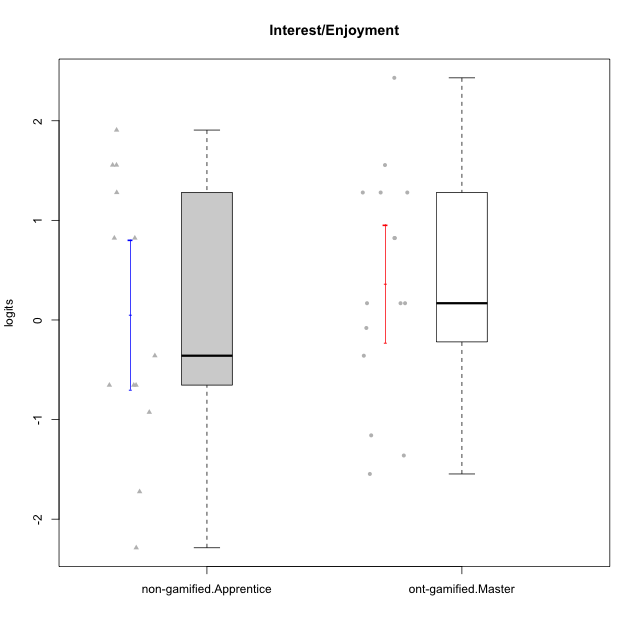 Interest/Enjoyment
logits
2
1
0
-1
-2
non-gamified.Apprentice
ont-gamified.Master